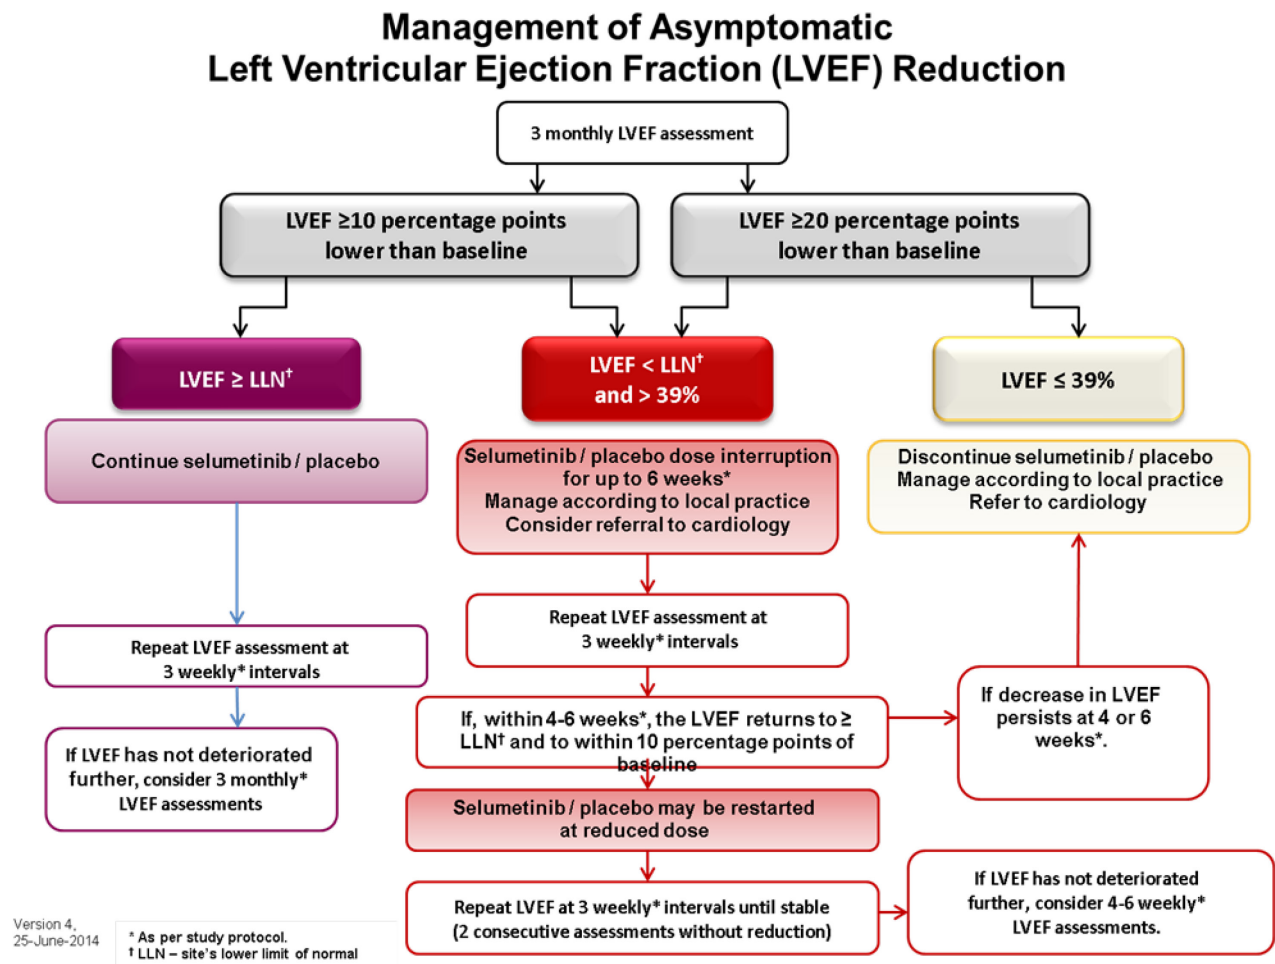 Management of Asymptomatic
Left Ventricular Ejection Fraction (LVEF) Reduction
3 monthly LVEF assessment
LVEF ≥10 percentage points
lower than baseline
LVEF ≥20 percentage points
lower than baseline
LVEF ≥ LLN†
LVEF < LLN†
and > 39%
LVEF ≤ 39%
Continue selumetinib / placebo
Selumetinib / placebo dose interruption
for up to 6 weeks*
Manage according to local practice
Consider referral to cardiology
Discontinue selumetinib / placebo
Manage according to local practice
Refer to cardiology
Repeat LVEF assessment at
3 weekly* intervals
Repeat LVEF assessment at
3 weekly* intervals
If LVEF has not deteriorated
further, consider 3 monthly*
LVEF assessments
If, within 4-6 weeks*, the LVEF returns to ≥
LLN† and to within 10 percentage points of
baseline
If decrease in LVEF
persists at 4 or 6
weeks*.
Selumetinib / placebo may be restarted
at reduced dose
Repeat LVEF at 3 weekly* intervals until stable
(2 consecutive assessments without reduction)
If LVEF has not deteriorated
further, consider 4-6 weekly*
LVEF assessments.
Version 4,
25-June-2014
* As per study protocol.
† LLN – site's lower limit of normal